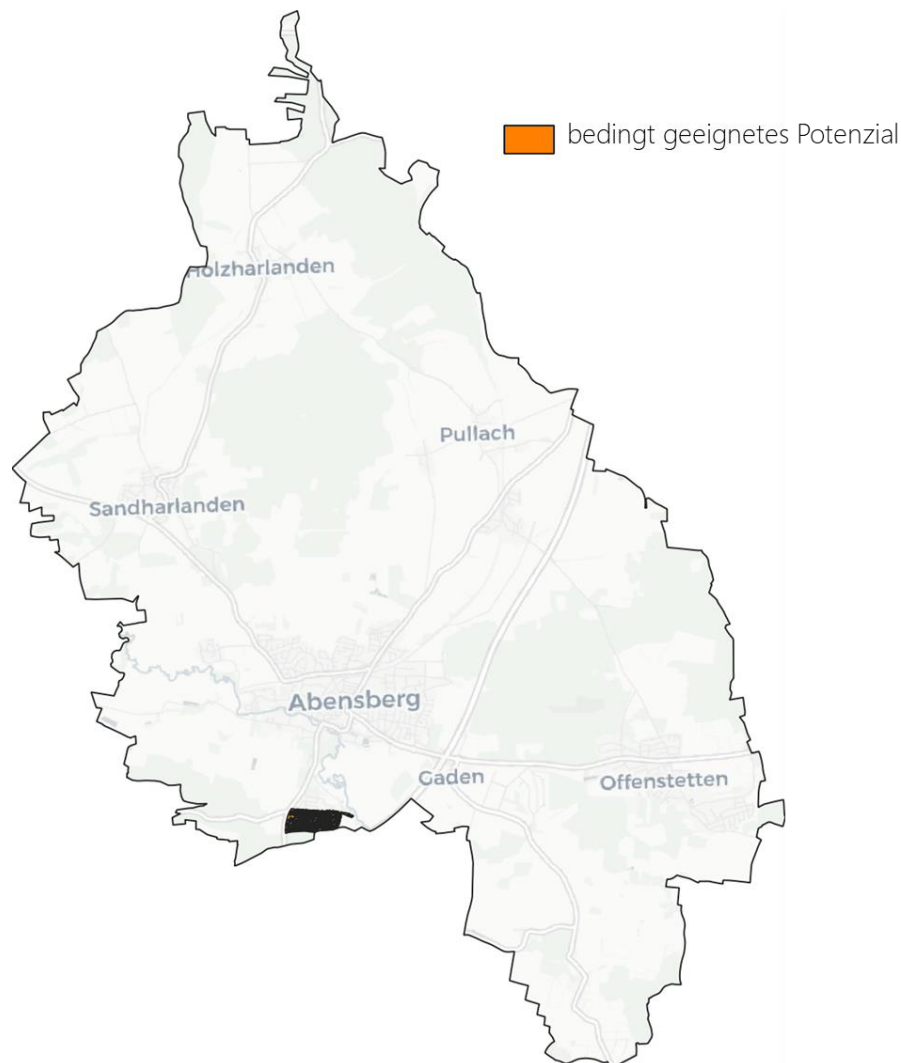 bedingt geeignetes Potenzial
Holzharlanden
Pullach
Sandharlanden
Abensberg
Gaden
Offenstetten